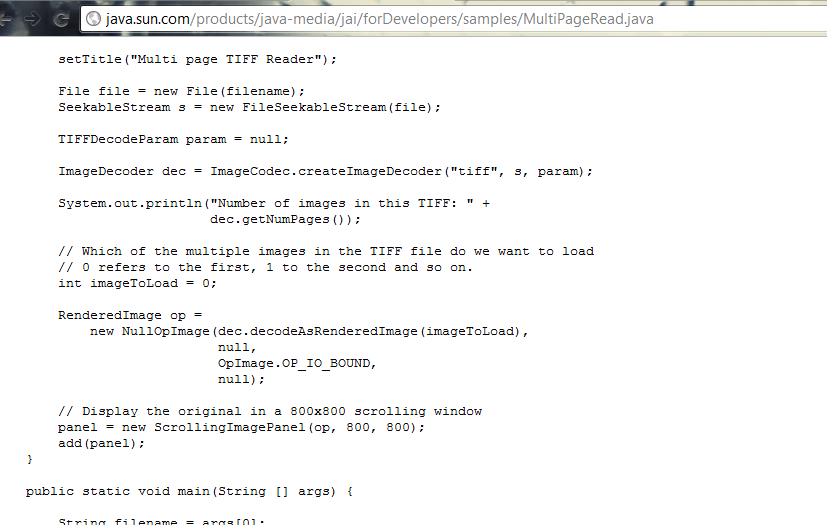 java.sun.com/products/java-media/jai/forDevelopers/samples/MultiPageRead.java
setTitle("Multi page TIFF Reader");
File file = new File(filename);
SeekableStream s = new FileSeekableStream(file);
TIFFDecodeParam param = null;
ImageDecoder dec = ImageCodec.createImageDecoder("tiff", s, param);
System.out.println("Number of images in this TIFF: " +
dec.getNumPages());
// Which of the multiple images in the TIFF file do we want to load
// 0 refers to the first, 1 to the second and so on.
int imageToLoad = 0;
RenderedImage op =
new NullOpImage(dec.decodeAsRenderedImage(imageToLoad),
null,
OpImage.OP_IO_BOUND,
null);
// Display the original in a 800x800 scrolling window
panel = new ScrollingImagePanel(op, 800, 800);
add(panel);
}
public static void main(String [] args) {
String filename = args[0];